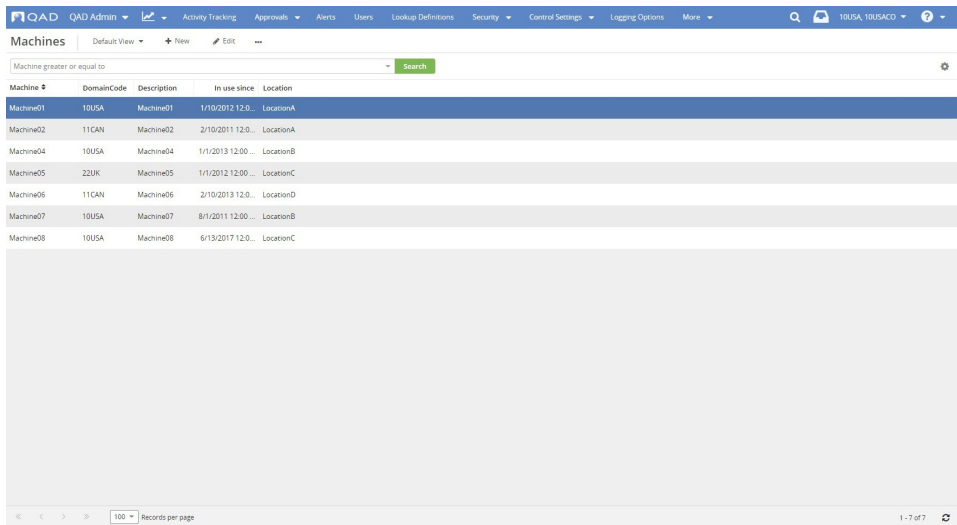 QAD QAD Admin Activity Tracking Approvals Alerts Users Lookup Definitions Security Control Settings Logging Options More 10USA, 10USACO ?
Machines Default View + New Edit ...
Machine greater or equal to Search
Machine DomainCode Description In use since Location
Machine01 10USA Machine01 1/10/2012 12:0... LocationA
Machine02 11CAN Machine02 2/10/2011 12:0... LocationA
Machine04 10USA Machine04 1/1/2013 12:00 ... LocationB
Machine05 22UK Machine05 1/1/2012 12:00 ... LocationC
Machine06 11CAN Machine06 2/10/2013 12:0... LocationD
Machine07 10USA Machine07 8/1/2011 12:00 ... LocationB
Machine08 10USA Machine08 6/13/2017 12:0... LocationC
100 Records per page 1 - 7 of 7